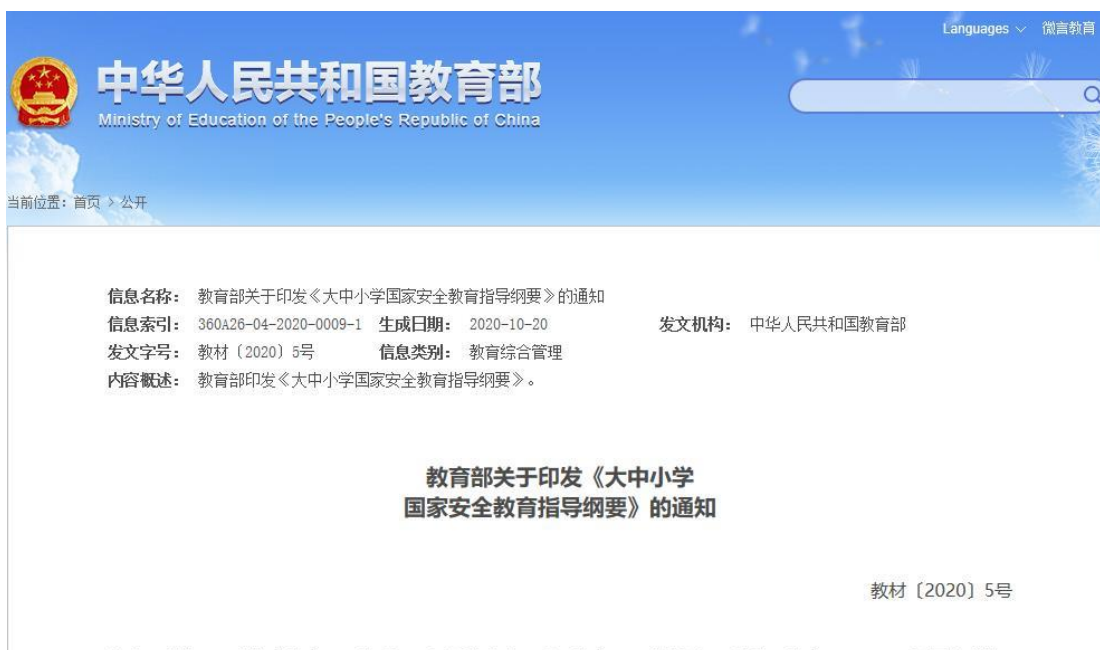 Languages 微言教育
中华人民共和国教育部
Ministry of Education of the People's Republic of China
当前位置：首页 > 公开
信息名称： 教育部关于印发《大中小学国家安全教育指导纲要》的通知
信息索引： 360A26-04-2020-0009-1 生成日期： 2020-10-20 发文机构： 中华人民共和国教育部
发文字号： 教材〔2020〕5号 信息类别： 教育综合管理
内容概述： 教育部印发《大中小学国家安全教育指导纲要》。
教育部关于印发《大中小学
国家安全教育指导纲要》的通知
教材〔2020〕5号